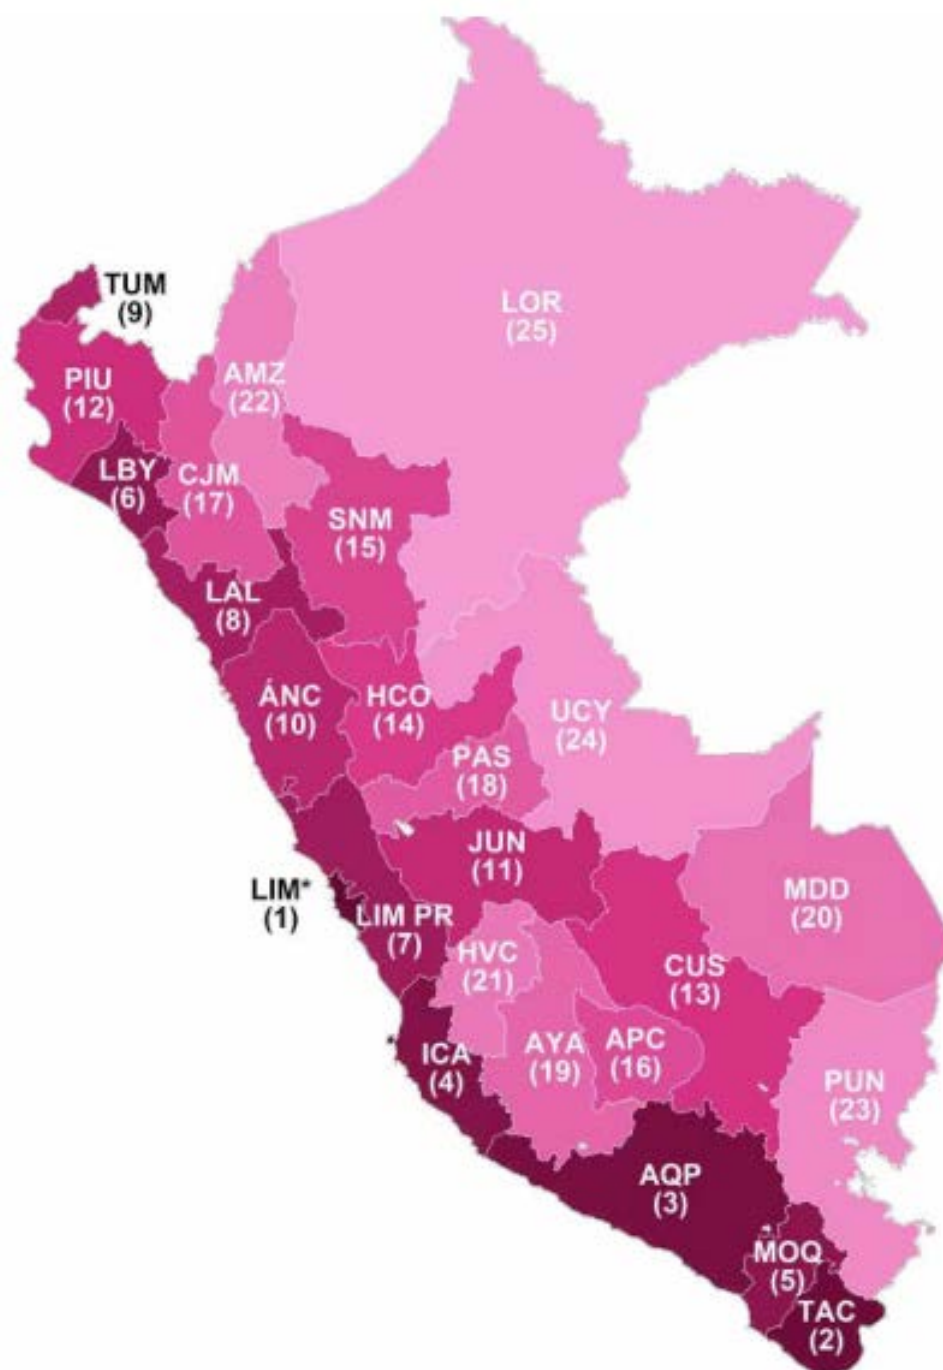 LOR
(25)
TUM
(9)
AMZ
(22)
PIU
(12)
LBY
(6)
CJM
(17)
SNM
(15)
LAL
(8)
ÁNC
(10)
HCO
(14)
UCY
(24)
PAS
(18)
JUN
(11)
LIM*
(1)
LIM PR
(7)
MDD
(20)
HVC
(21)
CUS
(13)
ICA
(4)
AYA
(19)
APC
(16)
PUN
(23)
AQP
(3)
MOQ
(5)
TAC
(2)